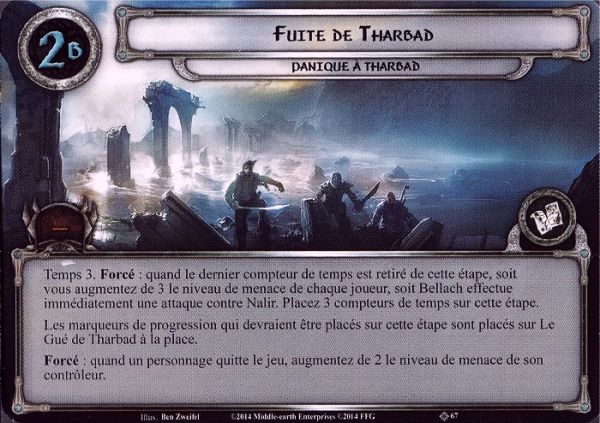 2B
Fuite de Tharbad
Panique à Tharbad
Temps 3. Forcé : quand le dernier compteur de temps est retiré de cette étape, soit
vous augmentez de 3 le niveau de menace de chaque joueur, soit Bellach effectue
immédiatement une attaque contre Nalir. Placez 3 compteurs de temps sur cette étape.
Les marqueurs de progression qui devraient être placés sur cette étape sont placés sur Le
Gué de Tharbad à la place.
Forcé : quand un personnage quitte le jeu, augmentez de 2 le niveau de menace de son
contrôleur.
Illus. Ben Zweifel ©2014 Middle-earth Enterprises ©2014 FFG 67